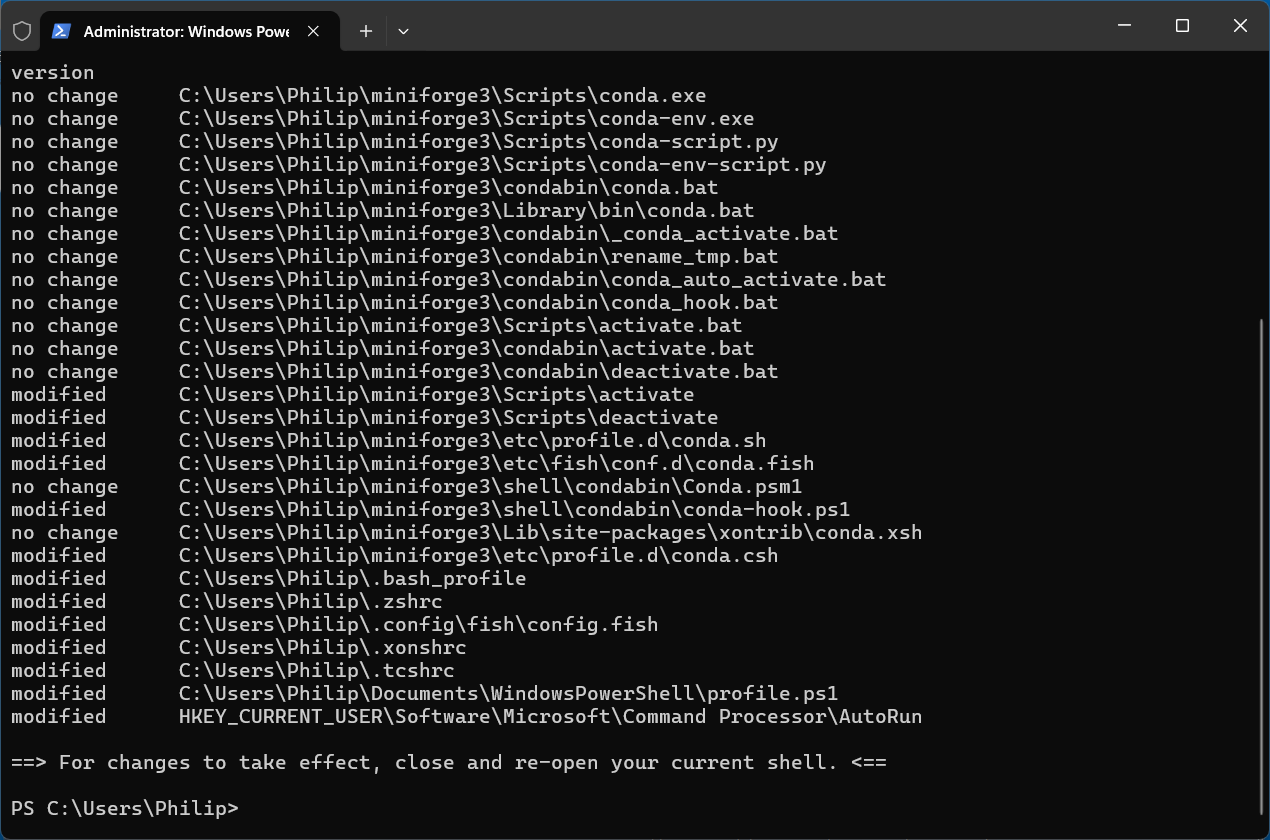 Administrator: Windows Powe
version
no change     C:\Users\Philip\miniforge3\Scripts\conda.exe
no change     C:\Users\Philip\miniforge3\Scripts\conda-env.exe
no change     C:\Users\Philip\miniforge3\Scripts\conda-script.py
no change     C:\Users\Philip\miniforge3\Scripts\conda-env-script.py
no change     C:\Users\Philip\miniforge3\condabin\conda.bat
no change     C:\Users\Philip\miniforge3\Library\bin\conda.bat
no change     C:\Users\Philip\miniforge3\condabin\_conda_activate.bat
no change     C:\Users\Philip\miniforge3\condabin\rename_tmp.bat
no change     C:\Users\Philip\miniforge3\condabin\conda_auto_activate.bat
no change     C:\Users\Philip\miniforge3\condabin\conda_hook.bat
no change     C:\Users\Philip\miniforge3\Scripts\activate.bat
no change     C:\Users\Philip\miniforge3\condabin\activate.bat
no change     C:\Users\Philip\miniforge3\condabin\deactivate.bat
modified      C:\Users\Philip\miniforge3\Scripts\activate
modified      C:\Users\Philip\miniforge3\Scripts\deactivate
modified      C:\Users\Philip\miniforge3\etc\profile.d\conda.sh
modified      C:\Users\Philip\miniforge3\etc\fish\conf.d\conda.fish
no change     C:\Users\Philip\miniforge3\shell\condabin\Conda.psm1
modified      C:\Users\Philip\miniforge3\shell\condabin\conda-hook.ps1
no change     C:\Users\Philip\miniforge3\Lib\site-packages\xontrib\conda.xsh
modified      C:\Users\Philip\miniforge3\etc\profile.d\conda.csh
modified      C:\Users\Philip\.bash_profile
modified      C:\Users\Philip\.zshrc
modified      C:\Users\Philip\.config\fish\config.fish
modified      C:\Users\Philip\.xonshrc
modified      C:\Users\Philip\.tcshrc
modified      C:\Users\Philip\Documents\WindowsPowerShell\profile.ps1
modified      HKEY_CURRENT_USER\Software\Microsoft\Command Processor\AutoRun
==> For changes to take effect, close and re-open your current shell. <==
PS C:\Users\Philip>